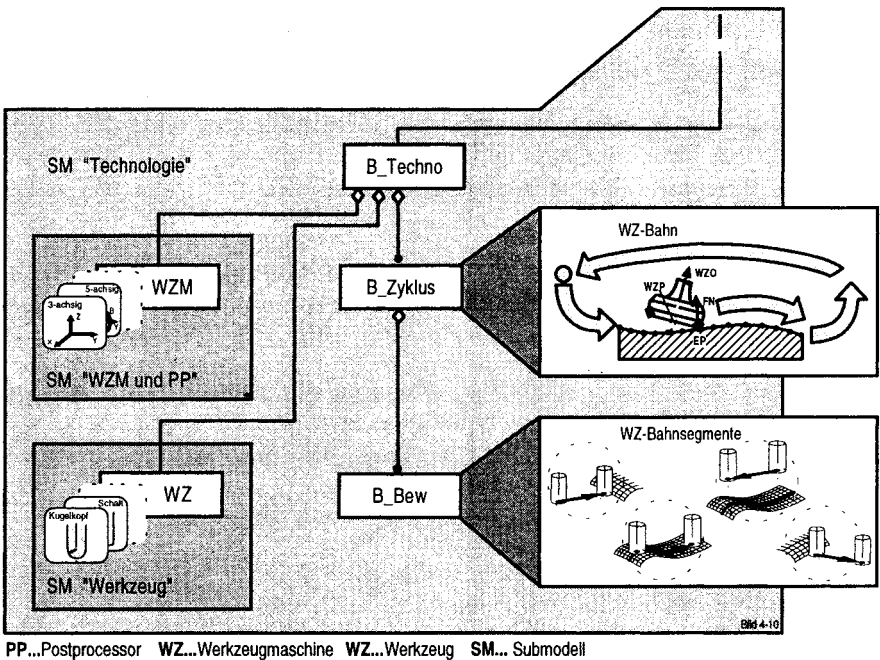 SM "Technologie"
B_Techno
WZM
5-achsig
3-achsig
Z
X
Y
B
SM "WZM und PP"
B_Zyklus
WZ-Bahn
WZO
WZP
FN
EP
WZ
Schaft
Kugelkopf
SM "Werkzeug"
B_Bew
WZ-Bahnsegmente
Bild 4-10
PP...Postprocessor WZ...Werkzeugmaschine WZ...Werkzeug SM... Submodell